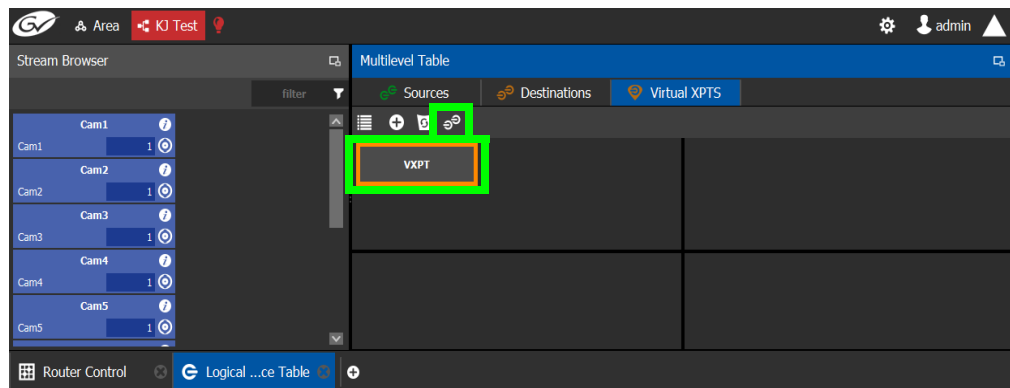 GV Area KJ Test admin
Stream Browser
Multilevel Table
filter
Sources Destinations Virtual XPTS
Cam1
Cam1 1
Cam2
Cam2 1
Cam3
Cam3 1
Cam4
Cam4 1
Cam5
Cam5 1
VXPT
Router Control Logical ...ce Table